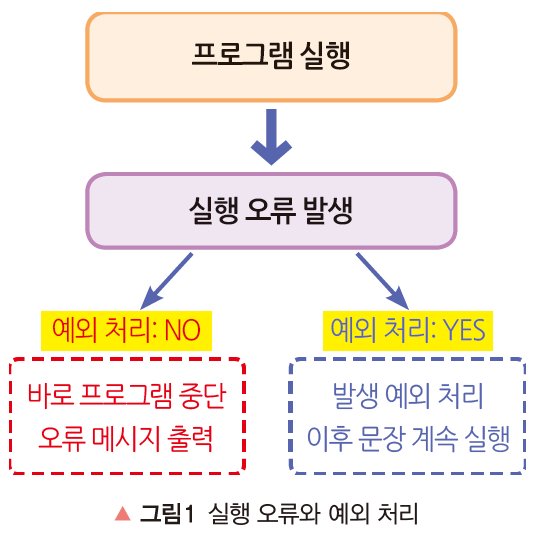 프로그램 실행
실행 오류 발생
예외 처리: NO
예외 처리: YES
바로 프로그램 중단
오류 메시지 출력
발생 예외 처리
이후 문장 계속 실행
▲ 그림1 실행 오류와 예외 처리